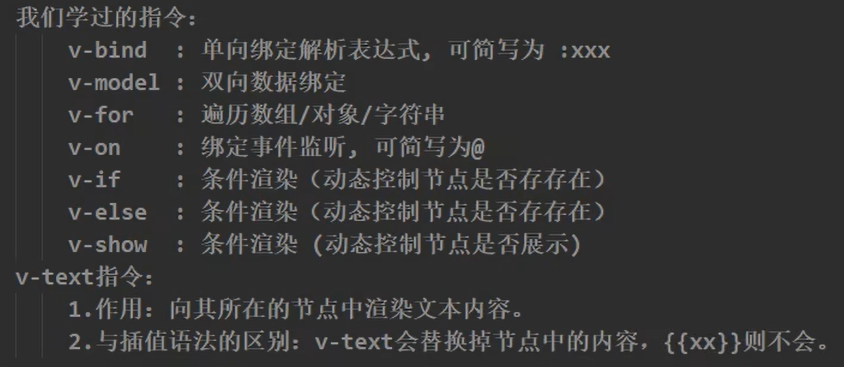 我们学过的指令：
v-bind  : 单向绑定解析表达式, 可简写为 :xxx
v-model : 双向数据绑定
v-for   : 遍历数组/对象/字符串
v-on    : 绑定事件监听, 可简写为@
v-if    : 条件渲染（动态控制节点是否存存在）
v-else  : 条件渲染（动态控制节点是否存存在）
v-show  : 条件渲染 (动态控制节点是否展示)
v-text指令：
1.作用：向其所在的节点中渲染文本内容。
2.与插值语法的区别：v-text会替换掉节点中的内容，{{xx}}则不会。